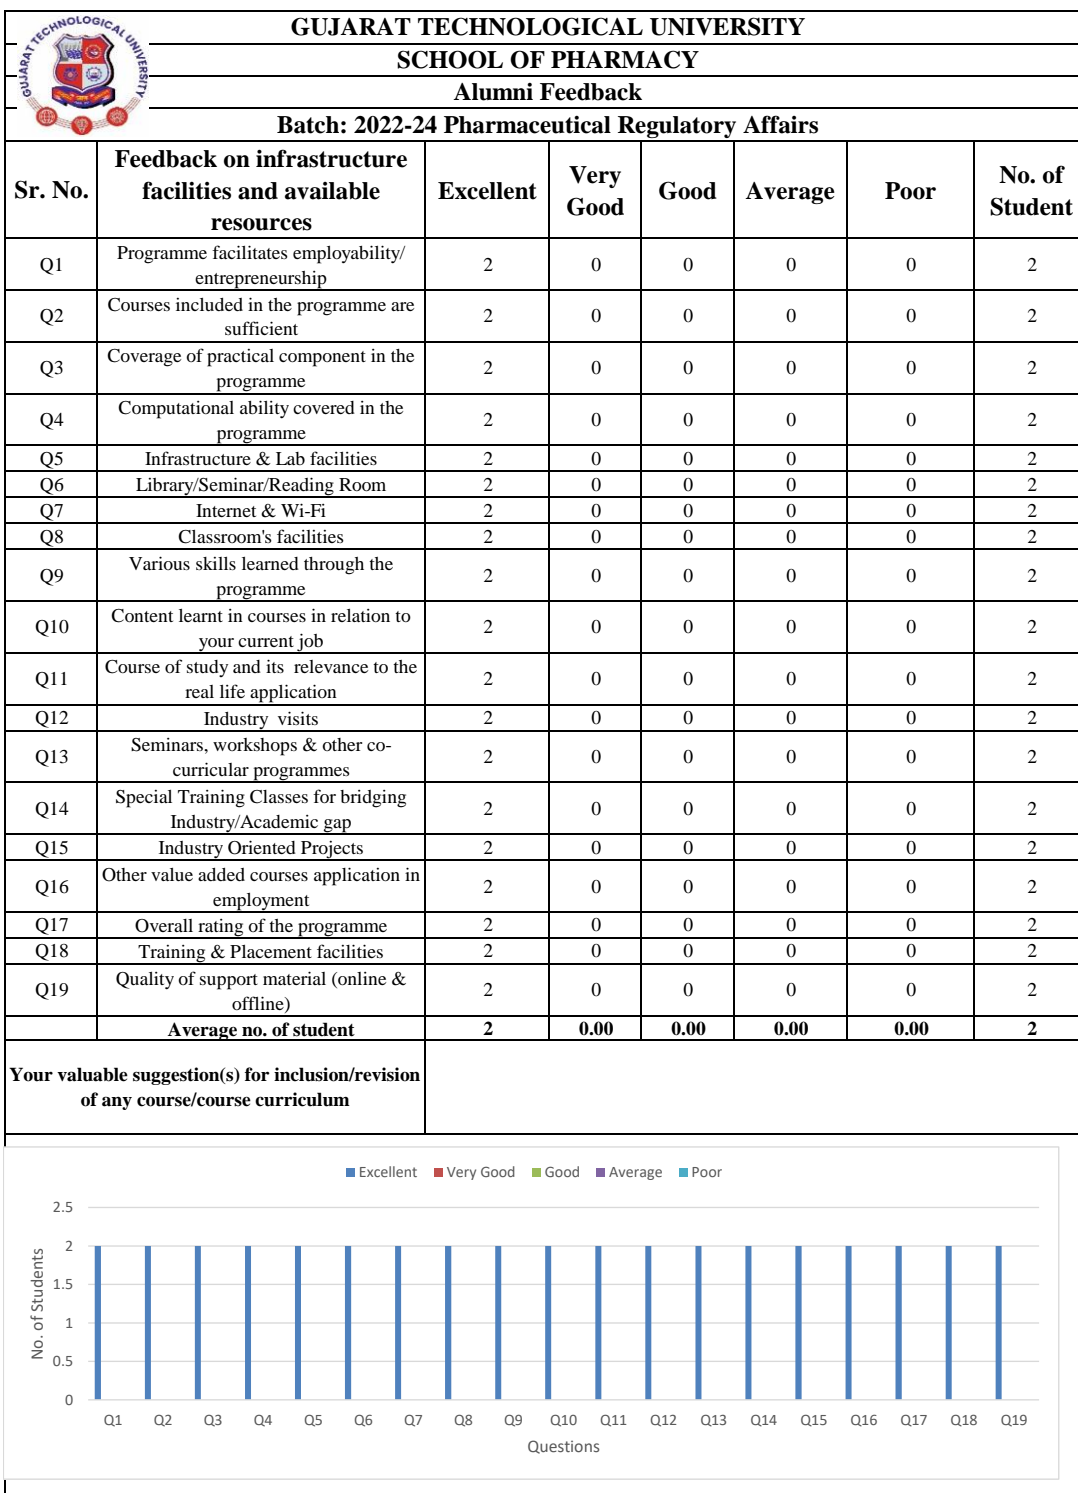 GUJARAT TECHNOLOGICAL UNIVERSITY
GUJARAT TECHNOLOGICAL UNIVERSITY
SCHOOL OF PHARMACY
Alumni Feedback
Batch: 2022-24 Pharmaceutical Regulatory Affairs
Sr. No. Feedback on infrastructure facilities and available resources Excellent Very Good Good Average Poor No. of Student
Q1 Programme facilitates employability/ entrepreneurship 2 0 0 0 0 2
Q2 Courses included in the programme are sufficient 2 0 0 0 0 2
Q3 Coverage of practical component in the programme 2 0 0 0 0 2
Q4 Computational ability covered in the programme 2 0 0 0 0 2
Q5 Infrastructure & Lab facilities 2 0 0 0 0 2
Q6 Library/Seminar/Reading Room 2 0 0 0 0 2
Q7 Internet & Wi-Fi 2 0 0 0 0 2
Q8 Classroom's facilities 2 0 0 0 0 2
Q9 Various skills learned through the programme 2 0 0 0 0 2
Q10 Content learnt in courses in relation to your current job 2 0 0 0 0 2
Q11 Course of study and its relevance to the real life application 2 0 0 0 0 2
Q12 Industry visits 2 0 0 0 0 2
Q13 Seminars, workshops & other co-curricular programmes 2 0 0 0 0 2
Q14 Special Training Classes for bridging Industry/Academic gap 2 0 0 0 0 2
Q15 Industry Oriented Projects 2 0 0 0 0 2
Q16 Other value added courses application in employment 2 0 0 0 0 2
Q17 Overall rating of the programme 2 0 0 0 0 2
Q18 Training & Placement facilities 2 0 0 0 0 2
Q19 Quality of support material (online & offline) 2 0 0 0 0 2
Average no. of student 2 0.00 0.00 0.00 0.00 2
Your valuable suggestion(s) for inclusion/revision
of any course/course curriculum
Excellent Very Good Good Average Poor
2.5
2
1.5
1
0.5
0
No. of Students
Q1 Q2 Q3 Q4 Q5 Q6 Q7 Q8 Q9 Q10 Q11 Q12 Q13 Q14 Q15 Q16 Q17 Q18 Q19
Questions